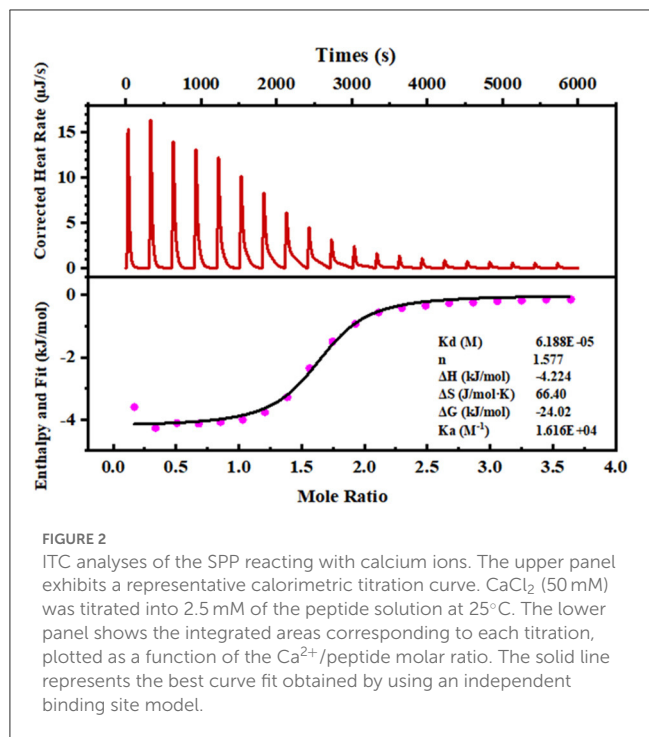 Times (s)
0 1000 2000 3000 4000 5000 6000
Corrected Heat Rate (µJ/s)
15
10
5
0
Enthalpy and Fit (kJ/mol)
0
-2
-4
Kd (M) 6.188E-05
n 1.577
ΔH (kJ/mol) -4.224
ΔS (J/mol·K) 66.40
ΔG (kJ/mol) -24.02
Ka (M⁻¹) 1.616E+04
0.0 0.5 1.0 1.5 2.0 2.5 3.0 3.5 4.0
Mole Ratio
FIGURE 2
ITC analyses of the SPP reacting with calcium ions. The upper panel
exhibits a representative calorimetric titration curve. CaCl₂ (50 mM)
was titrated into 2.5 mM of the peptide solution at 25°C. The lower
panel shows the integrated areas corresponding to each titration,
plotted as a function of the Ca²⁺/peptide molar ratio. The solid line
represents the best curve fit obtained by using an independent
binding site model.